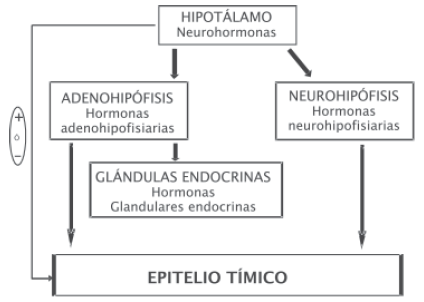 HIPOTÁLAMO
Neurohormonas
ADENOHIPÓFISIS
Hormonas
adenohipofisiarias
NEUROHIPÓFISIS
Hormonas
neurohipofisiarias
+
o
−
GLÁNDULAS ENDOCRINAS
Hormonas
Glandulares endocrinas
EPITELIO TÍMICO